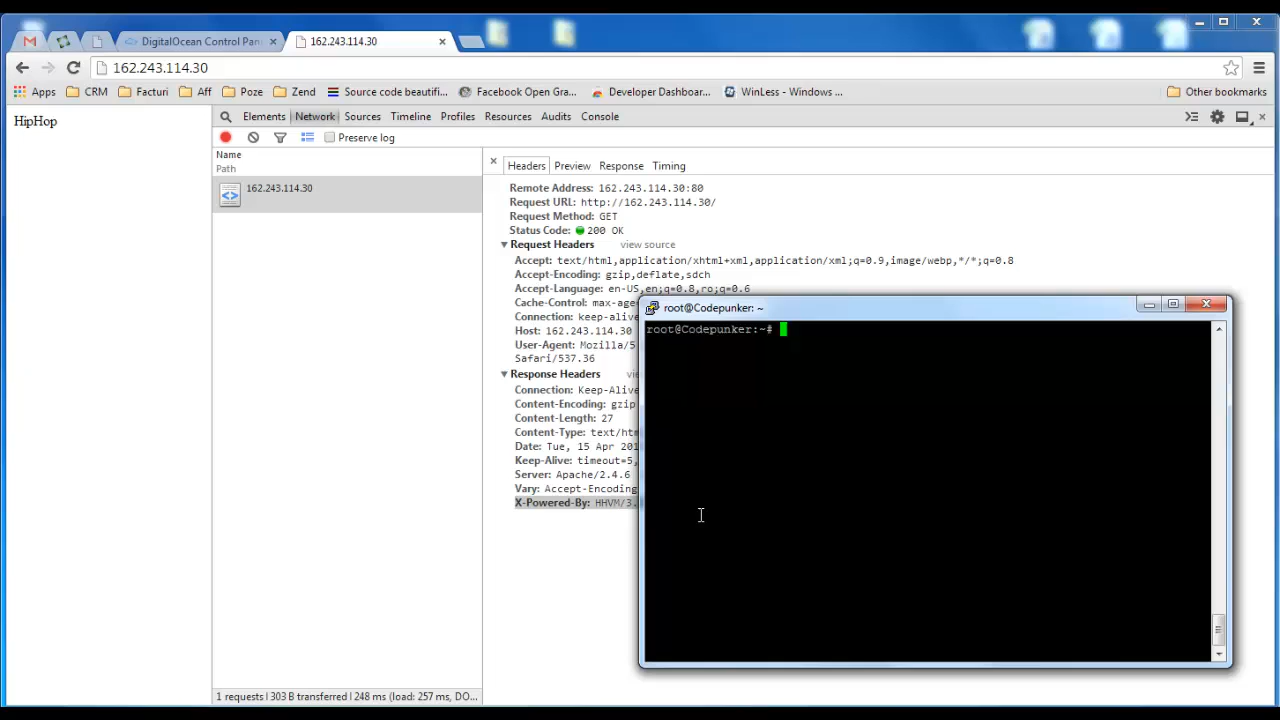 DigitalOcean Control Pan
162.243.114.30
162.243.114.30
Apps CRM Facturi Aff Poze Zend Source code beautifi... Facebook Open Gra... Developer Dashboar... WinLess - Windows ... Other bookmarks
HipHop
Elements Network Sources Timeline Profiles Resources Audits Console
Preserve log
Name
Path
162.243.114.30
Headers Preview Response Timing
Remote Address: 162.243.114.30:80
Request URL: http://162.243.114.30/
Request Method: GET
Status Code: 200 OK
Request Headers view source
Accept: text/html,application/xhtml+xml,application/xml;q=0.9,image/webp,*/*;q=0.8
Accept-Encoding: gzip,deflate,sdch
Accept-Language: en-US,en;q=0.8,ro;q=0.6
Cache-Control: max-age
Connection: keep-alive
Host: 162.243.114.30
User-Agent: Mozilla/5
Safari/537.36
Response Headers vi
Connection: Keep-Alive
Content-Encoding: gzip
Content-Length: 27
Content-Type: text/htm
Date: Tue, 15 Apr 201
Keep-Alive: timeout=5,
Server: Apache/2.4.6
Vary: Accept-Encoding
X-Powered-By: HHVM/3.
root@Codepunker: ~
root@Codepunker:~#
1 requests | 303 B transferred | 248 ms (load: 257 ms, DO...